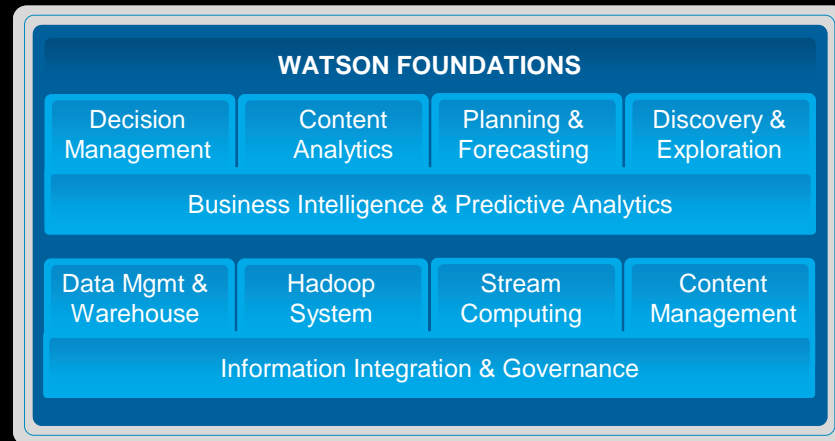 WATSON FOUNDATIONS
Decision
Management
Content
Analytics
Planning &
Forecasting
Discovery &
Exploration
Business Intelligence & Predictive Analytics
Data Mgmt &
Warehouse
Hadoop
System
Stream
Computing
Content
Management
Information Integration & Governance